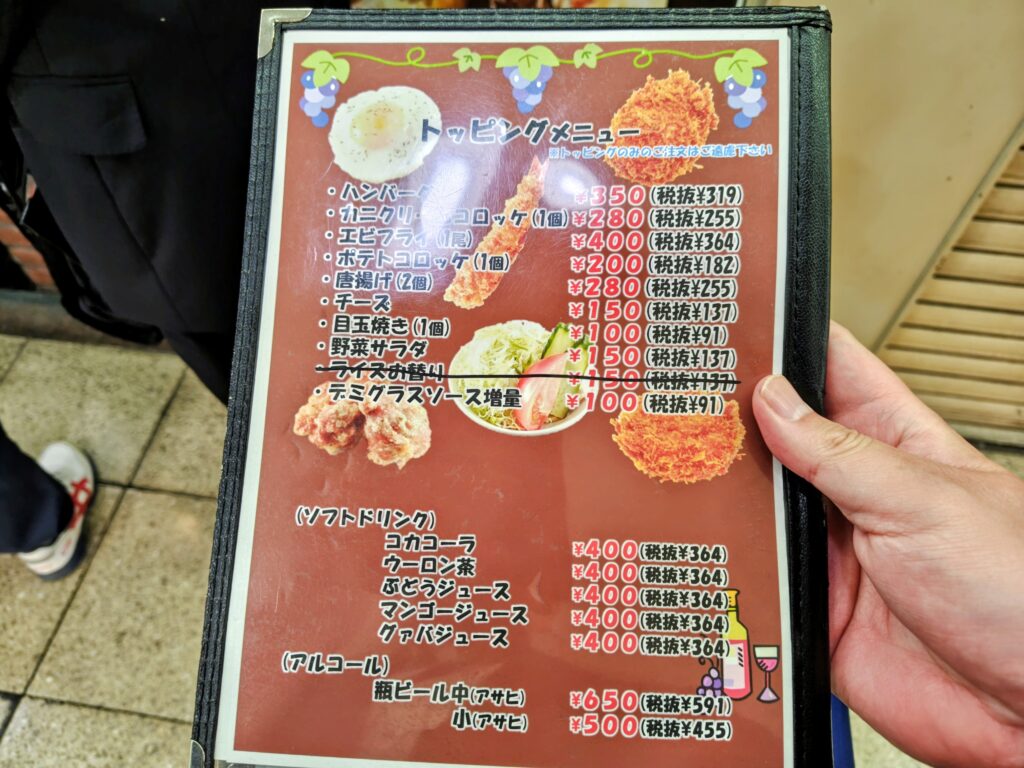 トッピングメニュー
※トッピングのみのご注文はご遠慮下さい
・ハンバーグ ¥350(税抜¥319)
・カニクリームコロッケ(1個) ¥280(税抜¥255)
・エビフライ(1尾) ¥400(税抜¥364)
・ポテトコロッケ(1個) ¥200(税抜¥182)
・唐揚げ(2個) ¥280(税抜¥255)
・チーズ ¥150(税抜¥137)
・目玉焼き(1個) ¥100(税抜¥91)
・野菜サラダ ¥150(税抜¥137)
・ライスお替り ¥150(税抜¥137)
・デミグラスソース増量 ¥100(税抜¥91)
(ソフトドリンク)
コカコーラ ¥400(税抜¥364)
ウーロン茶 ¥400(税抜¥364)
ぶとうジュース ¥400(税抜¥364)
マンゴージュース ¥400(税抜¥364)
グァバジュース ¥400(税抜¥364)
(アルコール)
瓶ビール中(アサヒ) ¥650(税抜¥591)
小(アサヒ) ¥500(税抜¥455)